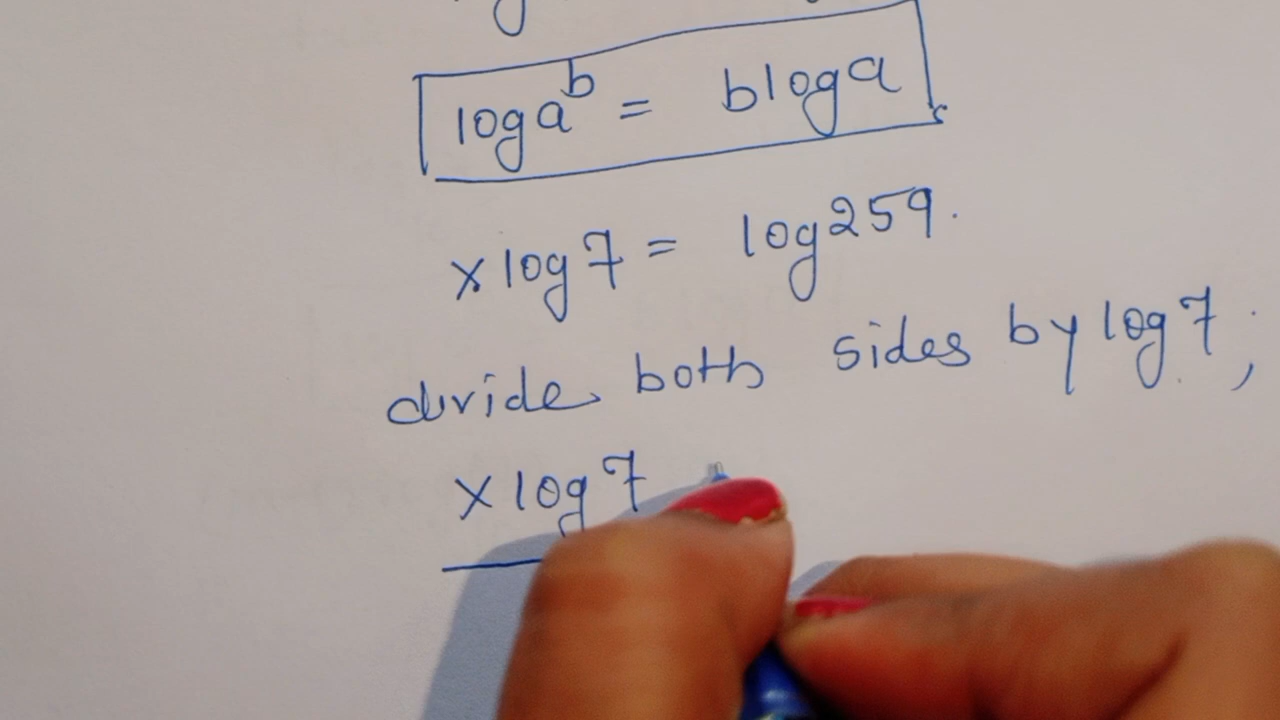 log a^b = b log a
x log 7 = log 259.
divide both sides by log 7,
x log 7